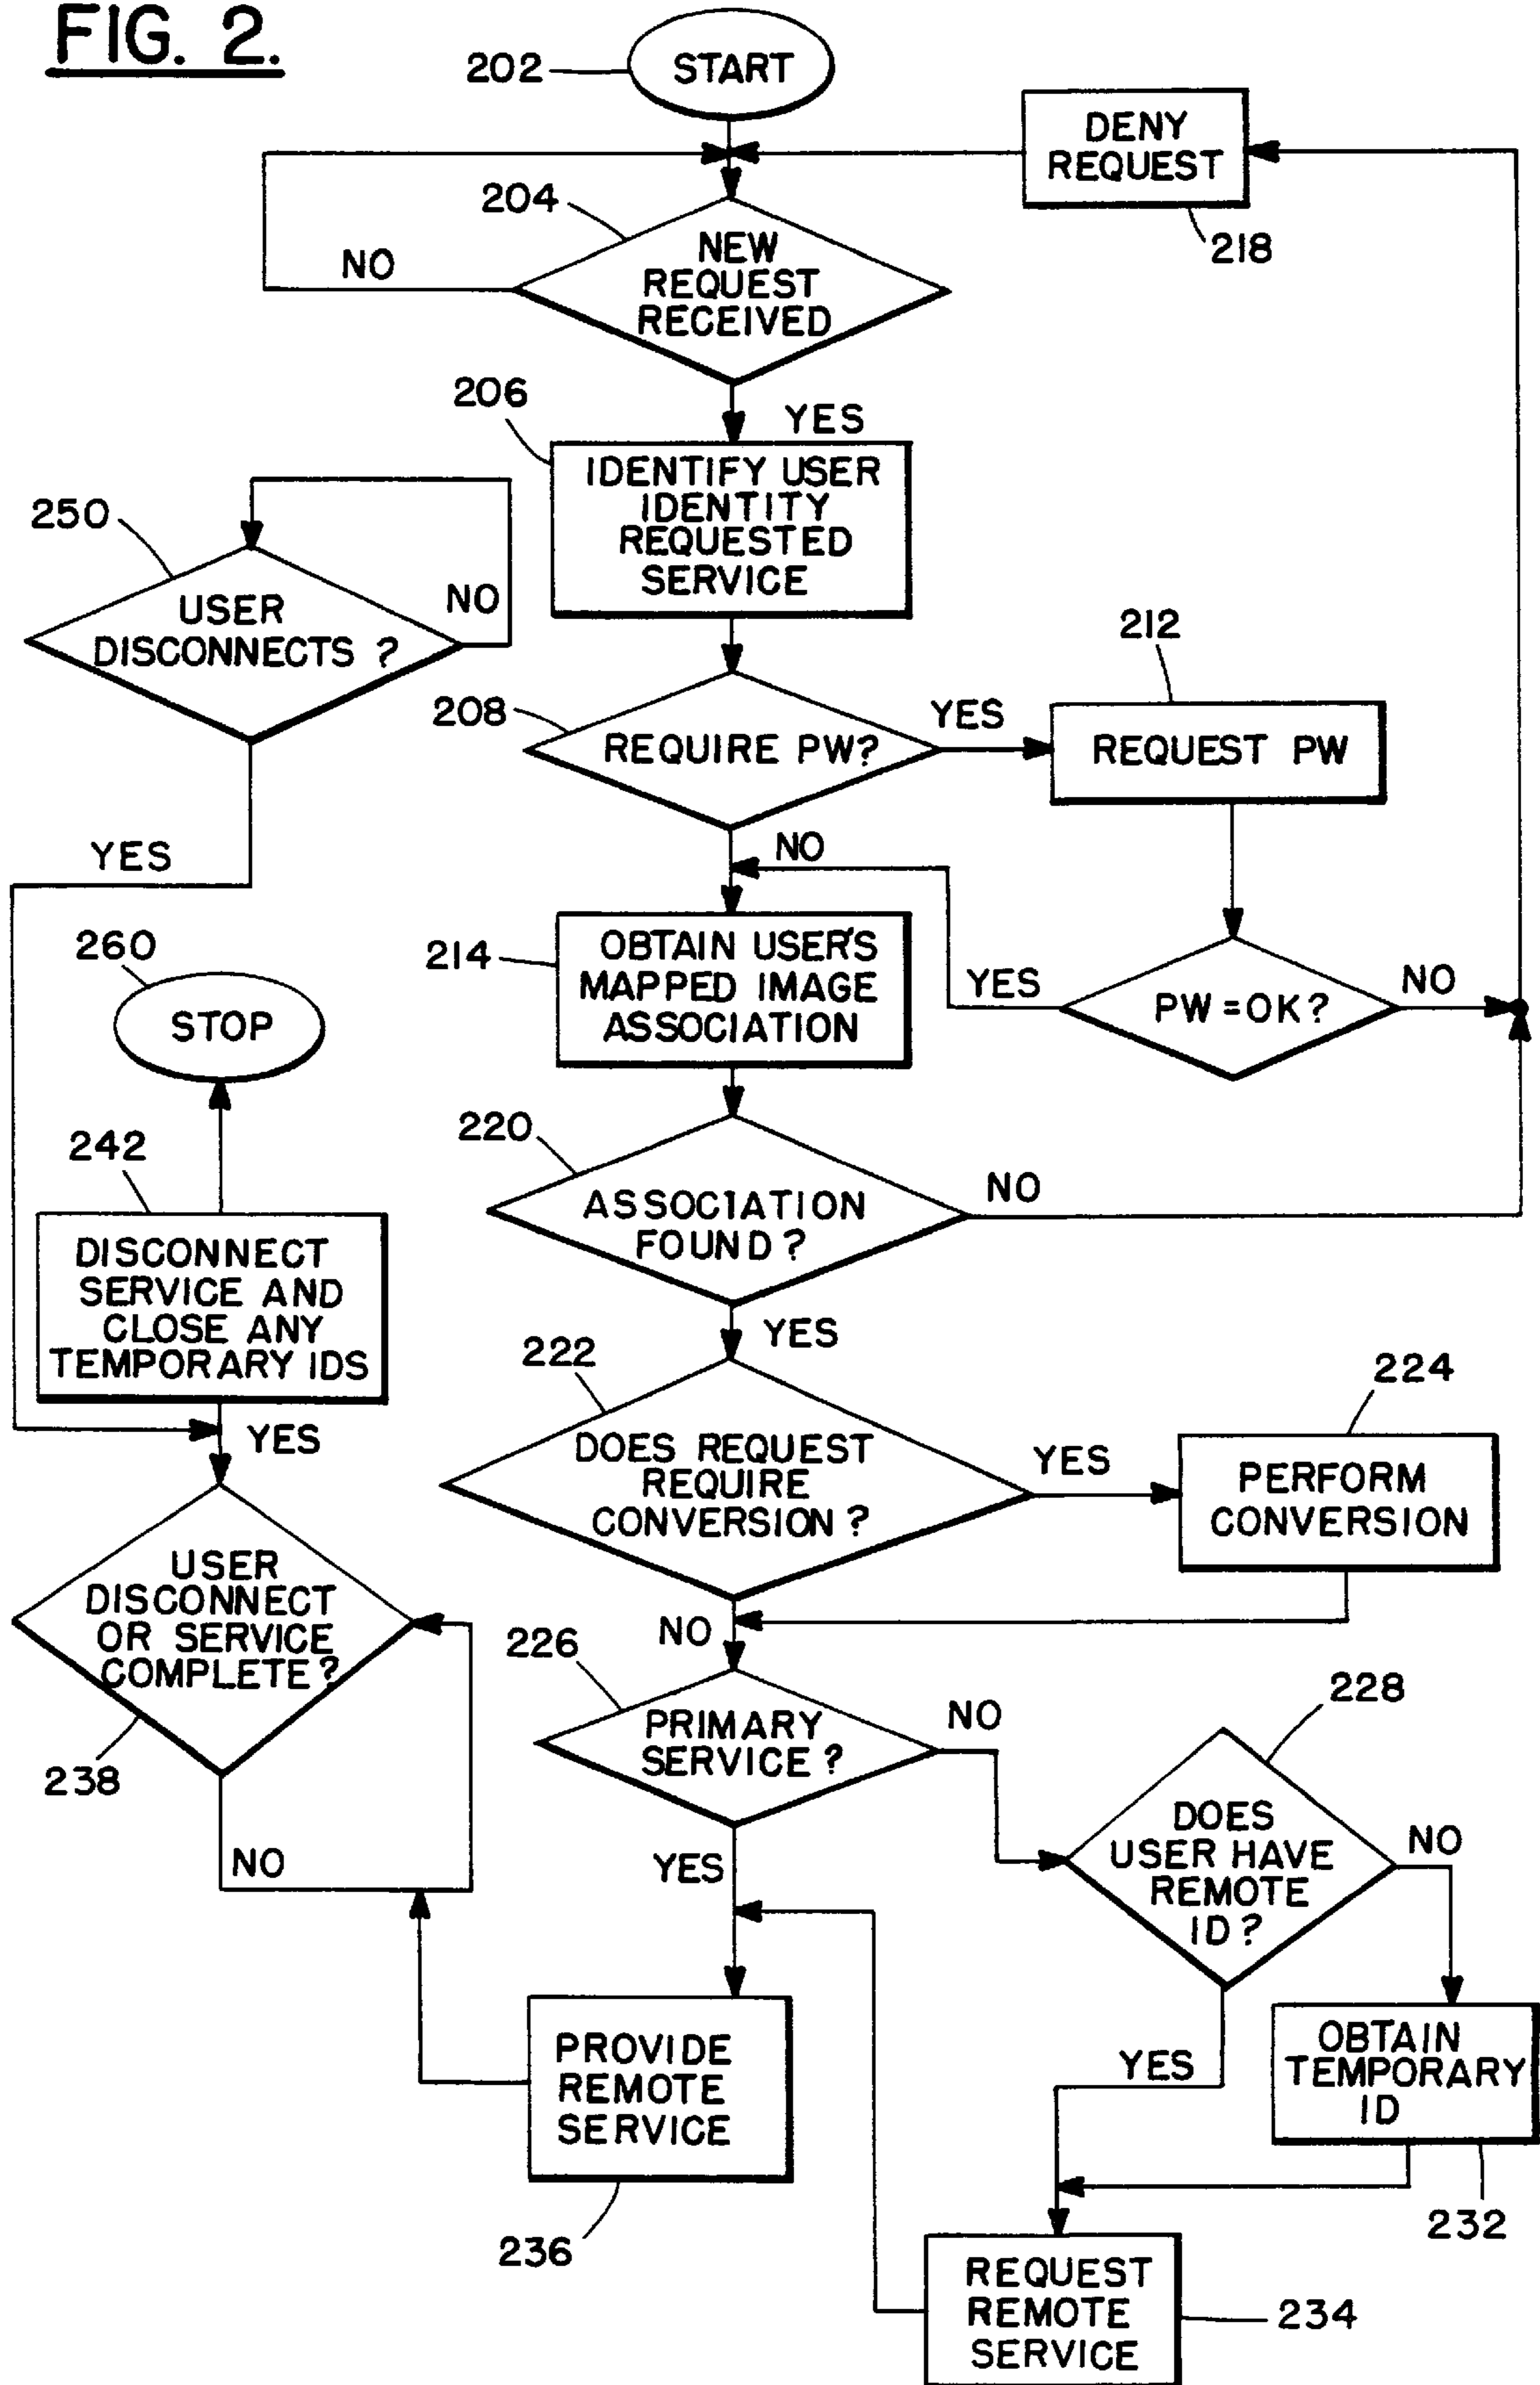 FIG. 2.
202
START
DENY
REQUEST
218
204
NEW
REQUEST
RECEIVED
NO
YES
206
IDENTIFY USER
IDENTITY
REQUESTED
SERVICE
250
USER
DISCONNECTS ?
NO
YES
208
REQUIRE PW?
YES
212
REQUEST PW
NO
214
OBTAIN USER'S
MAPPED IMAGE
ASSOCIATION
YES
PW=OK?
NO
260
STOP
220
ASSOCIATION
FOUND?
NO
YES
242
DISCONNECT
SERVICE AND
CLOSE ANY
TEMPORARY IDS
YES
222
DOES REQUEST
REQUIRE
CONVERSION?
YES
224
PERFORM
CONVERSION
NO
USER
DISCONNECT
OR SERVICE
COMPLETE?
238
NO
226
PRIMARY
SERVICE?
NO
YES
228
DOES
USER HAVE
REMOTE
ID?
NO
YES
OBTAIN
TEMPORARY
ID
232
PROVIDE
REMOTE
SERVICE
236
REQUEST
REMOTE
SERVICE
234